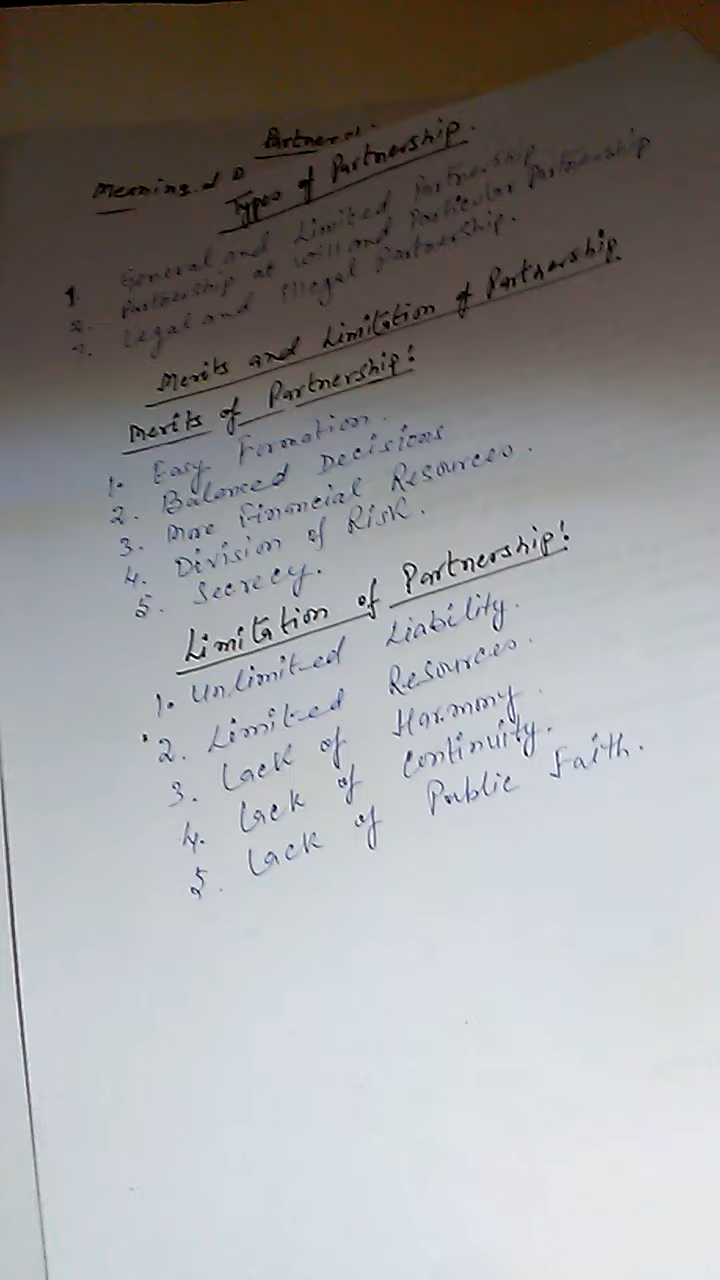 Partner
Meaning of
Types of Partnership.
1. General and Limited Partnership
2. Partnership at will and Particular Partnership
3. Legal and Illegal Partnership.
Merits and Limitation of Partnership
Merits of Partnership:
1. Easy Formation.
2. Balanced Decisions
3. More Financial Resources.
4. Division of Risk.
5. Secrecy.
Limitation of Partnership:
1. Unlimited Liability.
2. Limited Resources.
3. Lack of Harmony.
4. Lack of Continuity.
5. Lack of Public Faith.